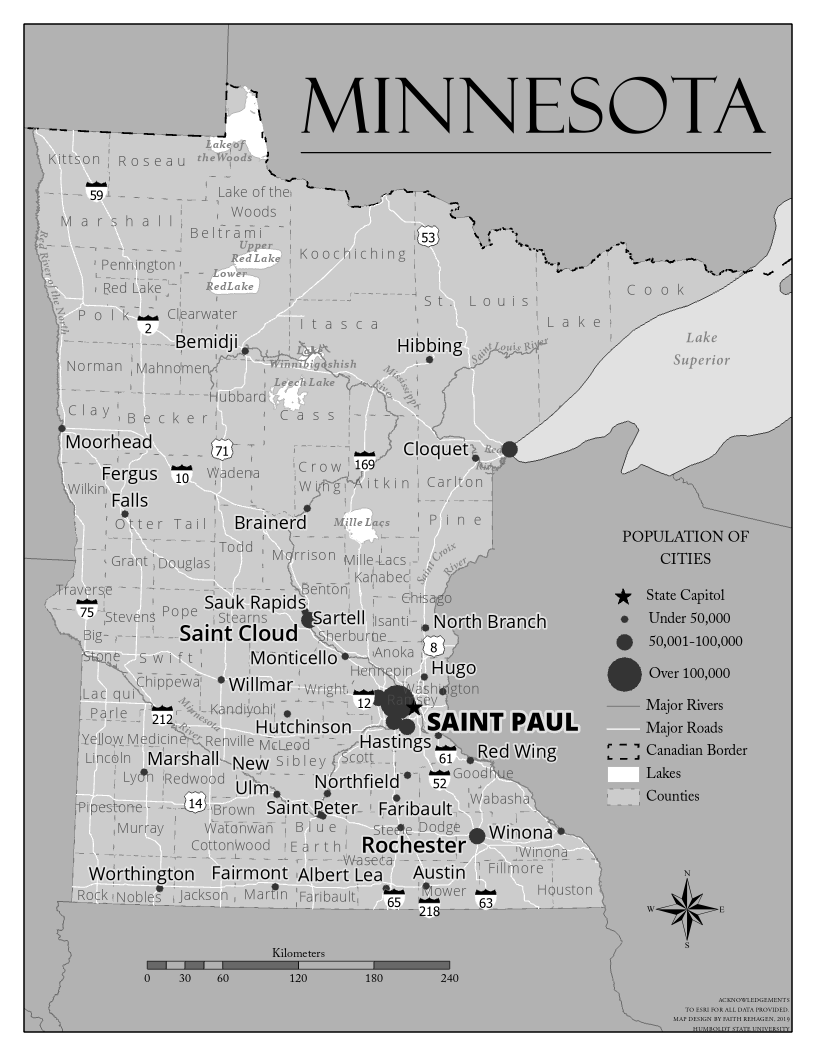 MINNESOTA
Lake of
the Woods
Kittson
Roseau
59
Lake of the
Woods
Marshall
Beltrami
53
Koochiching
Upper
Red Lake
Lower
Red Lake
Red River of the North
Pennington
Red Lake
Cook
St. Louis
Lake
Polk
2
Clearwater
Itasca
Lake
Superior
Bemidji
Hibbing
Saint Louis River
Lake
Winnibigoshish
Norman
Mahnomen
Leech Lake
Mississippi
River
Hubbard
Cass
Clay
Becker
Moorhead
71
Cloquet
Red
River
169
Fergus
Falls
10
Wadena
Crow
Wing
Aitkin
Carlton
Wilkin
Otter Tail
Brainerd
Mille Lacs
Pine
Todd
Morrison
Grant
Douglas
Mille Lacs
Kanabec
Saint Croix
River
Traverse
75
Benton
Chisago
Stevens
Pope
Stearns
Sauk Rapids
Sartell
Isanti
North Branch
Saint Cloud
Sherburne
Big
Stone
Swift
Monticello
Anoka
8
Hennepin
Hugo
Chippewa
Willmar
Wright
12
Washington
Ramsey
Lac qui
Parle
212
Minnesota
River
Kandiyohi
Hutchinson
SAINT PAUL
Yellow Medicine
Renville
McLeod
Hastings
61
Red Wing
Lincoln
Marshall
New
Ulm
Sibley
Scott
Lyon
Redwood
Northfield
52
Goodhue
Pipestone
14
Brown
Saint Peter
Faribault
Wabasha
Murray
Watonwan
Cottonwood
Blue
Earth
Steele
Dodge
Winona
Rochester
Waseca
Winona
Fillmore
Worthington
Fairmont
Albert Lea
Austin
Rock
Nobles
Jackson
Martin
Faribault
65
Mower
218
63
Houston
POPULATION OF
CITIES
State Capitol
Under 50,000
50,001-100,000
Over 100,000
Major Rivers
Major Roads
Canadian Border
Lakes
Counties
N
W
E
S
Kilometers
0 30 60 120 180 240
ACKNOWLEDGEMENTS
TO ESRI FOR ALL DATA PROVIDED.
MAP DESIGN BY FAITH REHAGEN, 2019
HUMBOLDT STATE UNIVERSITY